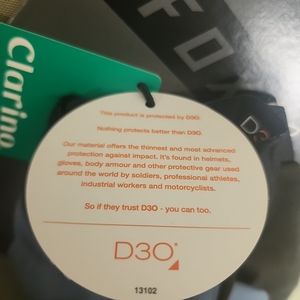 FOX
Clarino
D3
This product is protected by D3O.
Nothing protects better than D3O.
Our material offers the thinnest and most advanced
protection against impact. It's found in helmets,
gloves, body armour and other protective gear used
around the world by soldiers, professional athletes,
industrial workers and motorcyclists.
So if they trust D3O - you can too.
D3O
13102